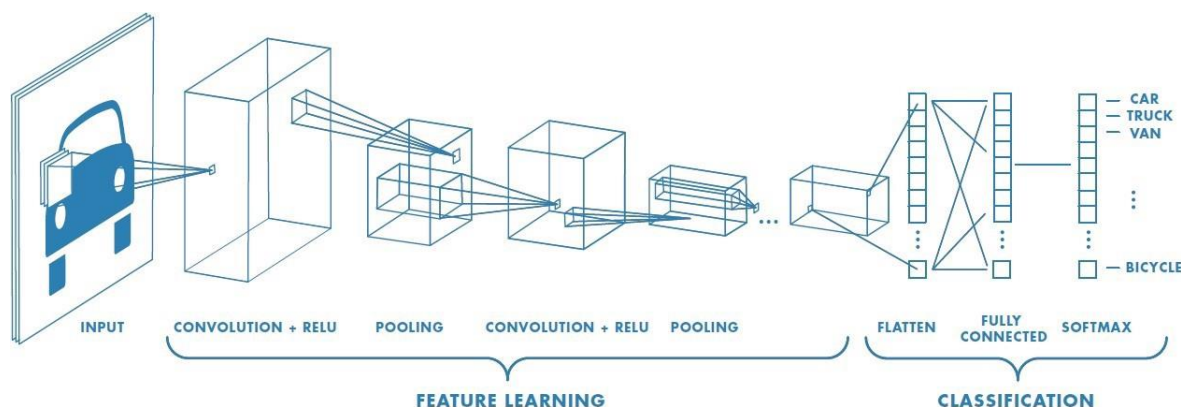 CAR
TRUCK
VAN
BICYCLE
INPUT
CONVOLUTION + RELU
POOLING
CONVOLUTION + RELU
POOLING
FLATTEN
FULLY
CONNECTED
SOFTMAX
FEATURE LEARNING
CLASSIFICATION